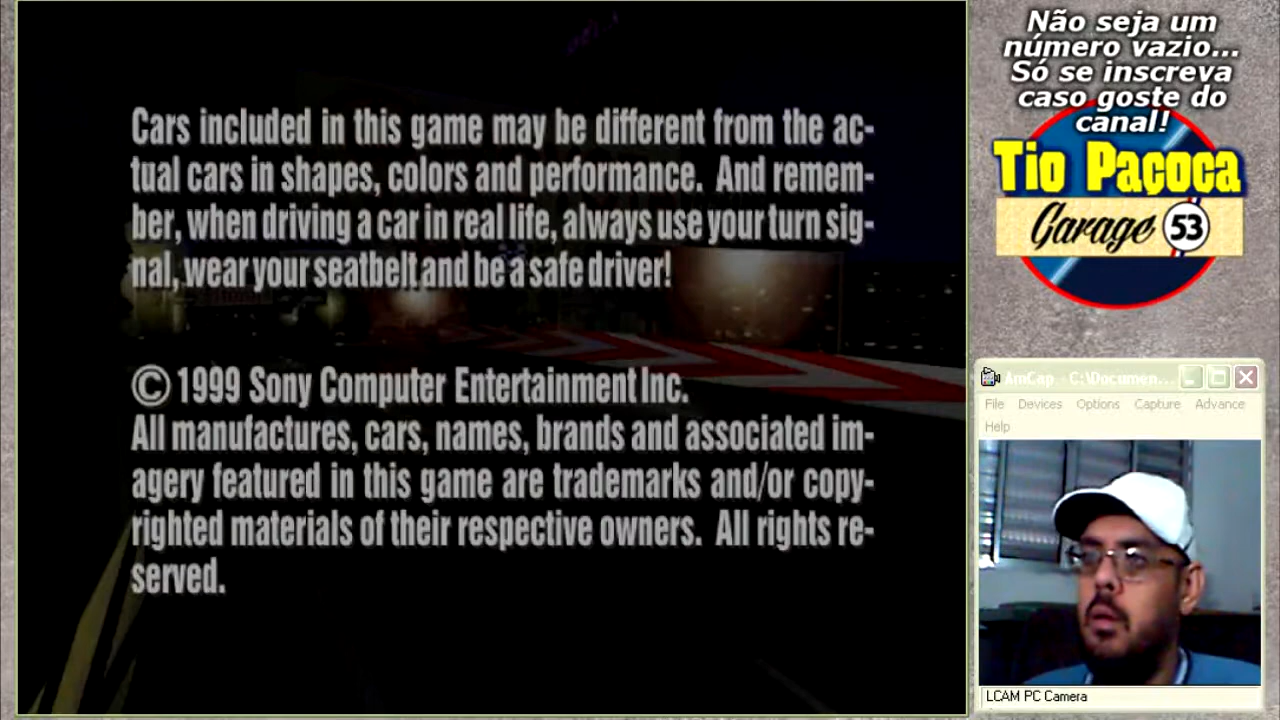 Cars included in this game may be different from the ac-
tual cars in shapes, colors and performance. And remem-
ber, when driving a car in real life, always use your turn sig-
nal, wear your seatbelt and be a safe driver!
© 1999 Sony Computer Entertainment Inc.
All manufactures, cars, names, brands and associated im-
agery featured in this game are trademarks and/or copy-
righted materials of their respective owners. All rights re-
served.
Não seja um
número vazio...
Só se inscreva
caso goste do
canal!
Tio Paçoca
Garage 53
AmCap - C:\Documen...
File Devices Options Capture Advance
Help
LCAM PC Camera